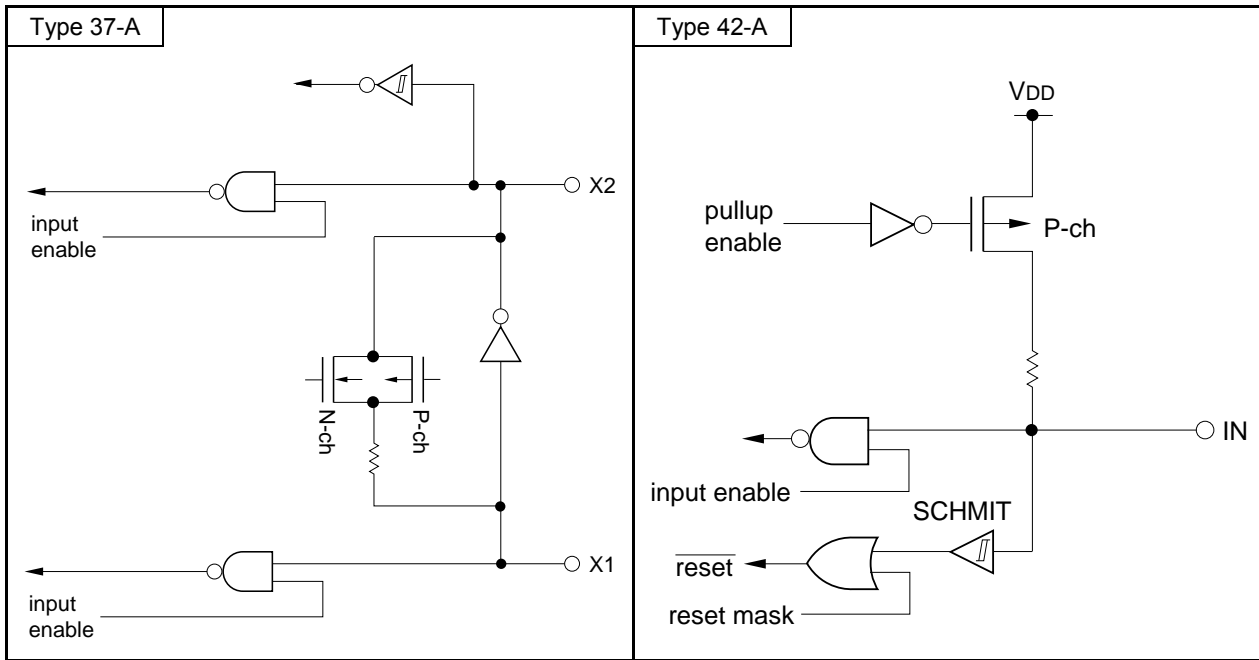 Type 37-A
X2
input
enable
N-ch
P-ch
X1
input
enable
Type 42-A
VDD
pullup
enable
P-ch
IN
input enable
SCHMIT
reset
reset mask